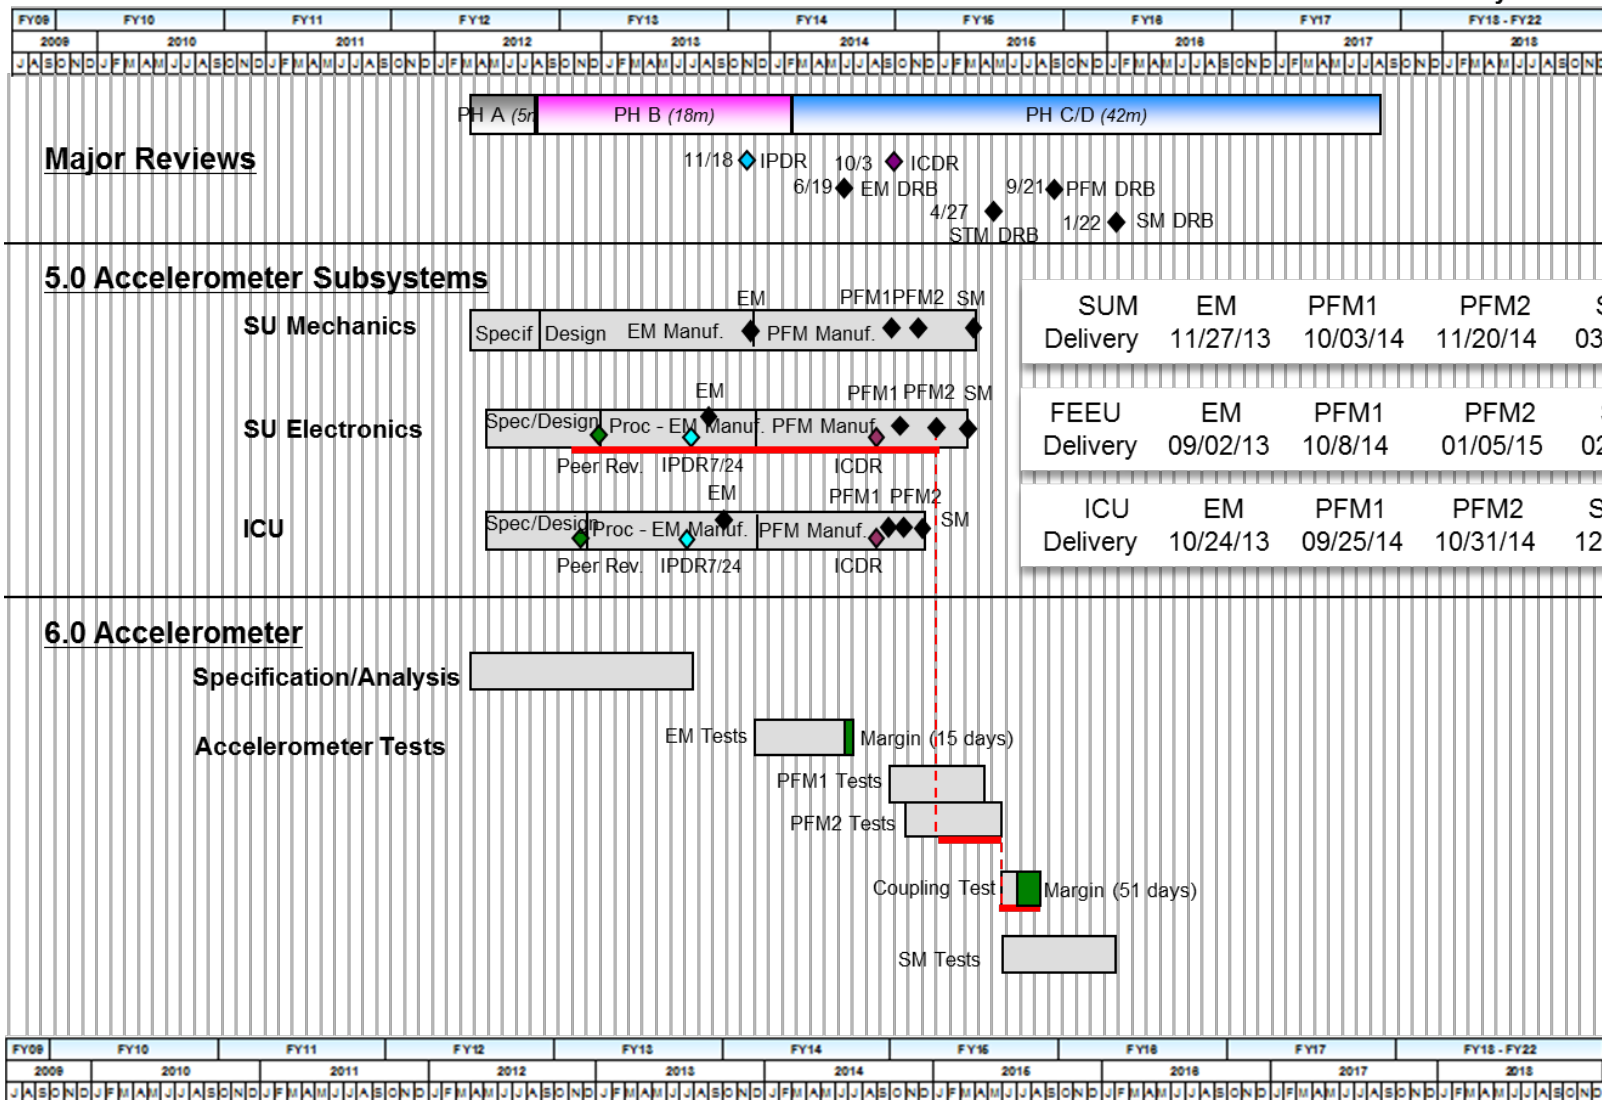 FY09 FY10 FY11 FY12 FY13 FY14 FY15 FY16 FY17 FY18 - FY22
2009 2010 2011 2012 2013 2014 2015 2016 2017 2018
J A S O N D J F M A M J J A S O N D J F M A M J J A S O N D J F M A M J J A S O N D J F M A M J J A S O N D J F M A M J J A S O N D J F M A M J J A S O N D J F M A M J J A S O N D J F M A M J J A S O N D J F M A M J J A S O N D
PH A (5m PH B (18m) PH C/D (42m)
Major Reviews
11/18 IPDR 10/3 ICDR
6/19 EM DRB 9/21 PFM DRB
4/27 STM DRB
1/22 SM DRB
5.0 Accelerometer Subsystems
EM PFM1 PFM2 SM
SU Mechanics Specif Design EM Manuf. PFM Manuf.
SUM EM PFM1 PFM2 S
Delivery 11/27/13 10/03/14 11/20/14 03
EM PFM1 PFM2 SM
SU Electronics Spec/Design Proc - EM Manuf. PFM Manuf.
Peer Rev. IPDR7/24 ICDR
FEEU EM PFM1 PFM2
Delivery 09/02/13 10/8/14 01/05/15 02
EM PFM1 PFM2 SM
ICU Spec/Design Proc - EM Manuf. PFM Manuf.
Peer Rev. IPDR7/24 ICDR
ICU EM PFM1 PFM2 S
Delivery 10/24/13 09/25/14 10/31/14 12
6.0 Accelerometer
Specification/Analysis
Accelerometer Tests
EM Tests Margin (15 days)
PFM1 Tests
PFM2 Tests
Coupling Test Margin (51 days)
SM Tests
FY09 FY10 FY11 FY12 FY13 FY14 FY15 FY16 FY17 FY18 - FY22
2009 2010 2011 2012 2013 2014 2015 2016 2017 2018
J A S O N D J F M A M J J A S O N D J F M A M J J A S O N D J F M A M J J A S O N D J F M A M J J A S O N D J F M A M J J A S O N D J F M A M J J A S O N D J F M A M J J A S O N D J F M A M J J A S O N D J F M A M J J A S O N D